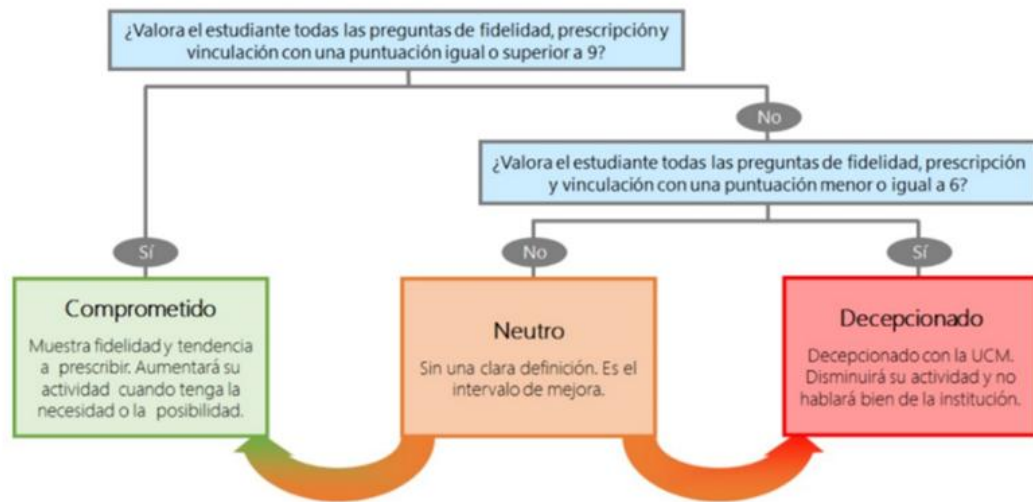 ¿Valora el estudiante todas las preguntas de fidelidad, prescripción y
vinculación con una puntuación igual o superior a 9?
No
¿Valora el estudiante todas las preguntas de fidelidad, prescripción
y vinculación con una puntuación menor o igual a 6?
Sí
No
Sí
Comprometido
Muestra fidelidad y tendencia
a prescribir. Aumentará su
actividad cuando tenga la
necesidad o la posibilidad.
Neutro
Sin una clara definición. Es el
intervalo de mejora.
Decepcionado
Decepcionado con la UCM.
Disminuirá su actividad y no
hablará bien de la institución.